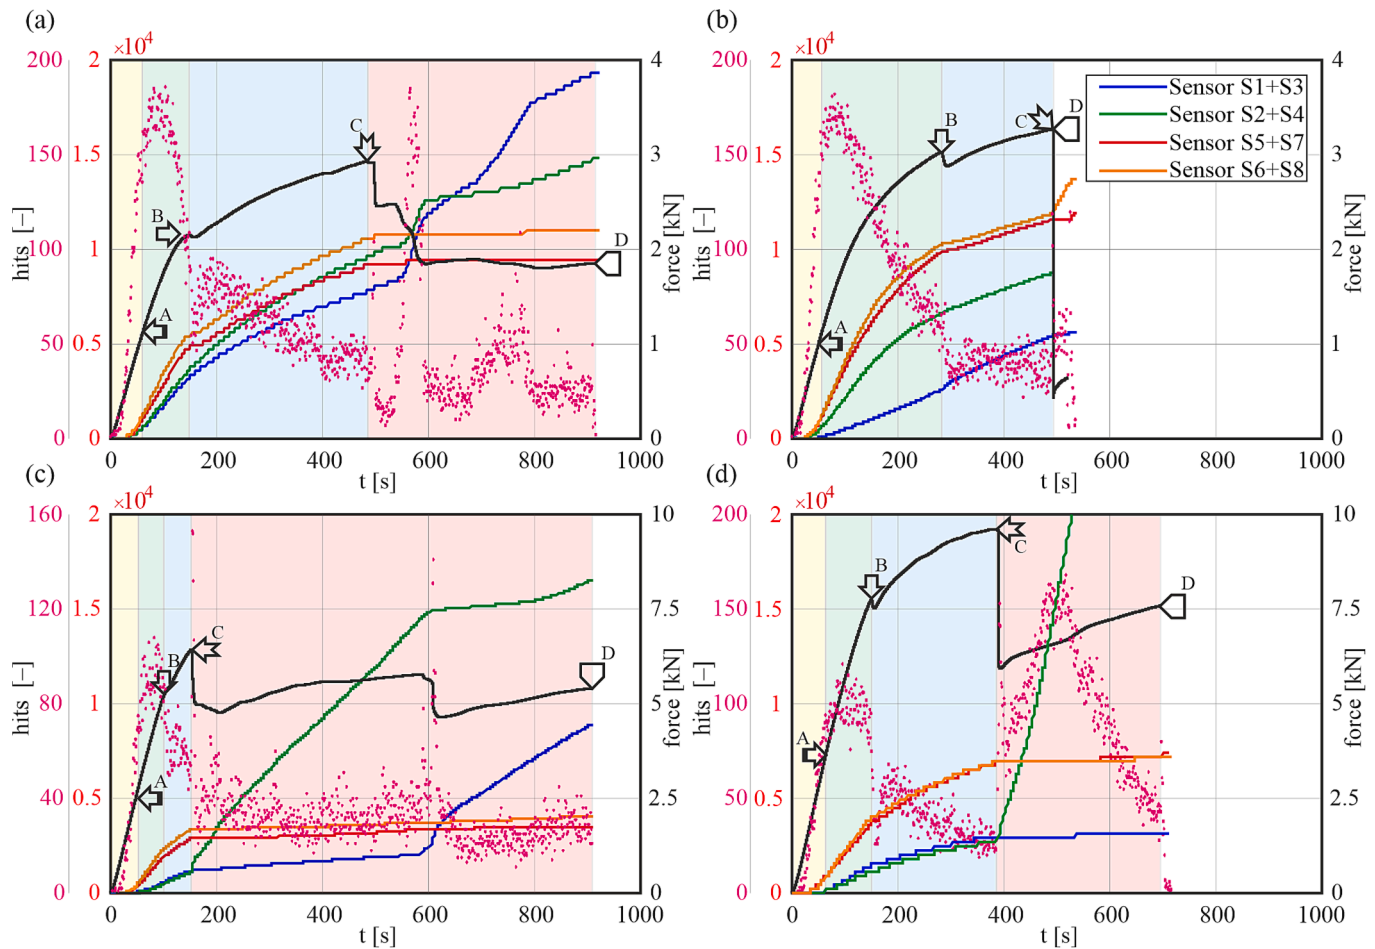 (a)
×10⁴
200 2 4
150 1.5 3
100 1 2
50 0.5 1
0 0 0
hits [–]
force [kN]
A
B
C
D
0 200 400 600 800 1000
t [s]
(b)
×10⁴
200 2 4
150 1.5 3
100 1 2
50 0.5 1
0 0 0
hits [–]
force [kN]
Sensor S1+S3
Sensor S2+S4
Sensor S5+S7
Sensor S6+S8
A
B
C
D
0 200 400 600 800 1000
t [s]
(c)
×10⁴
160 2 10
120 1.5 7.5
80 1 5
40 0.5 2.5
0 0 0
hits [–]
force [kN]
A
B
C
D
0 200 400 600 800 1000
t [s]
(d)
×10⁴
200 2 10
150 1.5 7.5
100 1 5
50 0.5 2.5
0 0 0
hits [–]
force [kN]
A
B
C
D
0 200 400 600 800 1000
t [s]